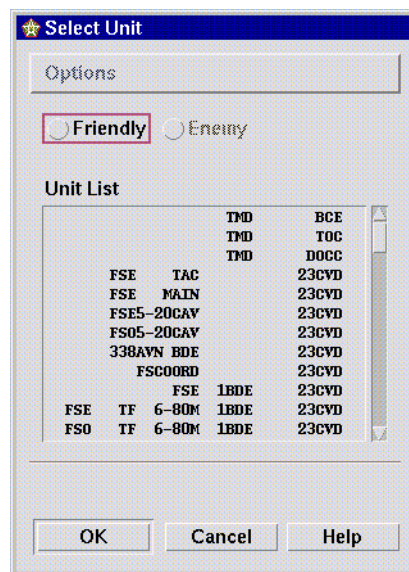 Select Unit
Options
Friendly Enemy
Unit List
TMD BCE
TMD TOC
TMD DOCC
FSE TAC 23CVD
FSE MAIN 23CVD
FSE5-20CAV 23CVD
FSO5-20CAV 23CVD
338AVN BDE 23CVD
FSCOORD 23CVD
FSE 1BDE 23CVD
FSE TF 6-80M 1BDE 23CVD
FSO TF 6-80M 1BDE 23CVD
OK Cancel Help